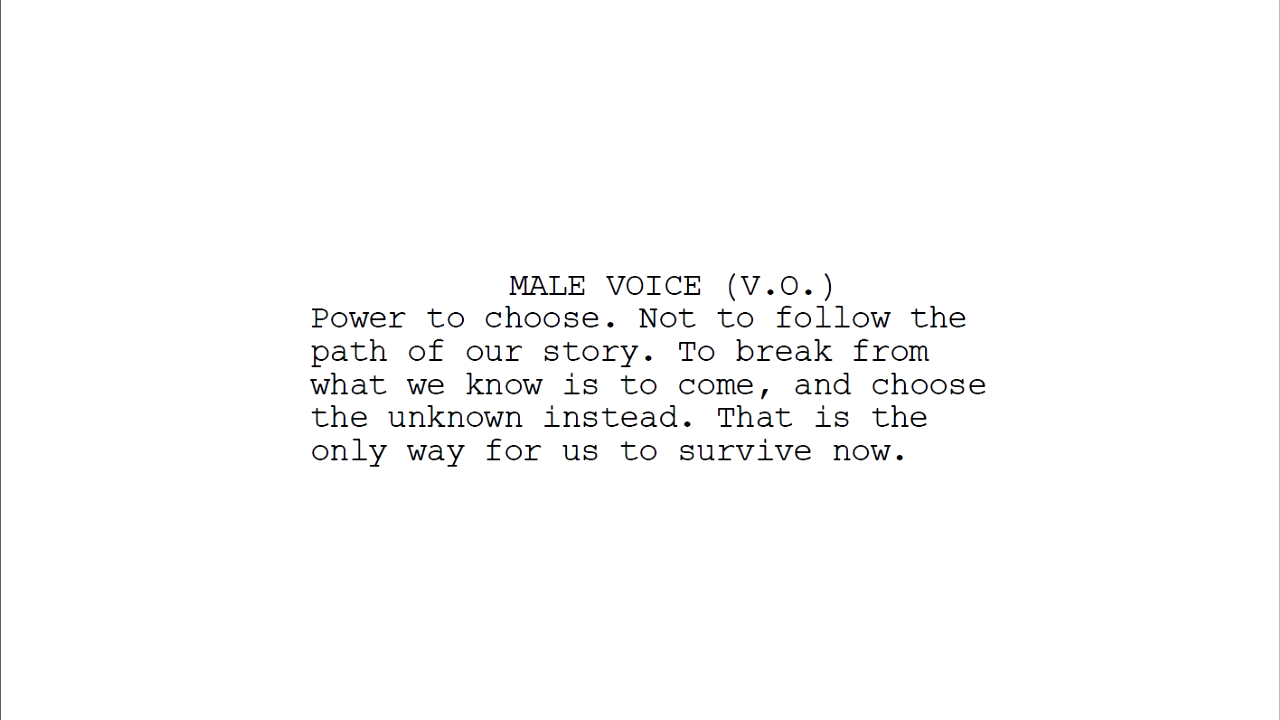 MALE VOICE (V.O.)
Power to choose. Not to follow the
path of our story. To break from
what we know is to come, and choose
the unknown instead. That is the
only way for us to survive now.